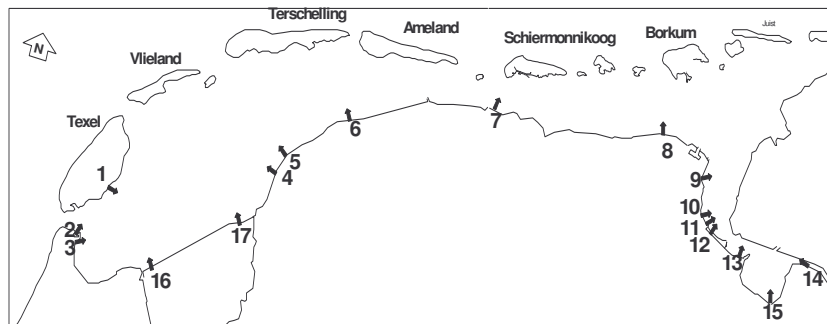 Terschelling
Ameland
Juist
Borkum
Schiermonnikoog
N
Vlieland
Texel
1
2
3
4
5
6
7
8
9
10
11
12
13
14
15
16
17